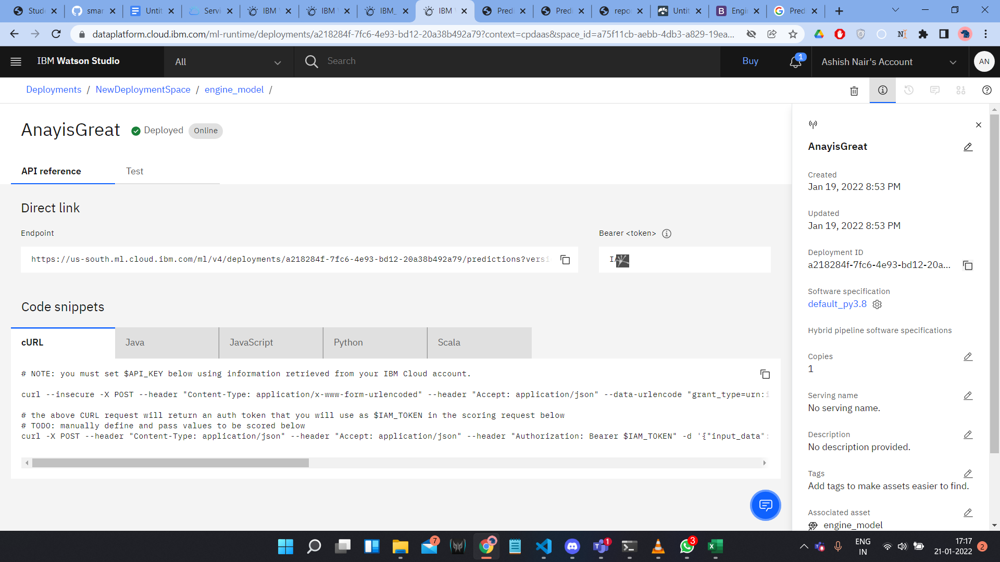 Stude
smar
Untit
Servi
IBM
IBM
IBM_
IBM
Predi
Predi
repo
Untit
Engi
Pred
dataplatform.cloud.ibm.com/ml-runtime/deployments/a218284f-7fc6-4e93-bd12-20a38b492a79?context=cpdaas&space_id=a75f11cb-aebb-4db3-a829-19ea...
IBM Watson Studio
All
Search
Buy
1
Ashish Nair's Account
AN
Deployments / NewDeploymentSpace / engine_model /
AnayisGreat
Deployed
Online
API reference
Test
Direct link
Endpoint
https://us-south.ml.cloud.ibm.com/ml/v4/deployments/a218284f-7fc6-4e93-bd12-20a38b492a79/predictions?versi
Bearer <token>
Code snippets
cURL
Java
JavaScript
Python
Scala
# NOTE: you must set $API_KEY below using information retrieved from your IBM Cloud account.
curl --insecure -X POST --header "Content-Type: application/x-www-form-urlencoded" --header "Accept: application/json" --data-urlencode "grant_type=urn:i
# the above CURL request will return an auth token that you will use as $IAM_TOKEN in the scoring request below
# TODO: manually define and pass values to be scored below
curl -X POST --header "Content-Type: application/json" --header "Accept: application/json" --header "Authorization: Bearer $IAM_TOKEN" -d '{"input_data":
AnayisGreat
Created
Jan 19, 2022 8:53 PM
Updated
Jan 19, 2022 8:53 PM
Deployment ID
a218284f-7fc6-4e93-bd12-20a...
Software specification
default_py3.8
Hybrid pipeline software specifications
Copies
1
Serving name
No serving name.
Description
No description provided.
Tags
Add tags to make assets easier to find.
Associated asset
engine_model
7
1
3
ENG
IN
17:17
21-01-2022
2